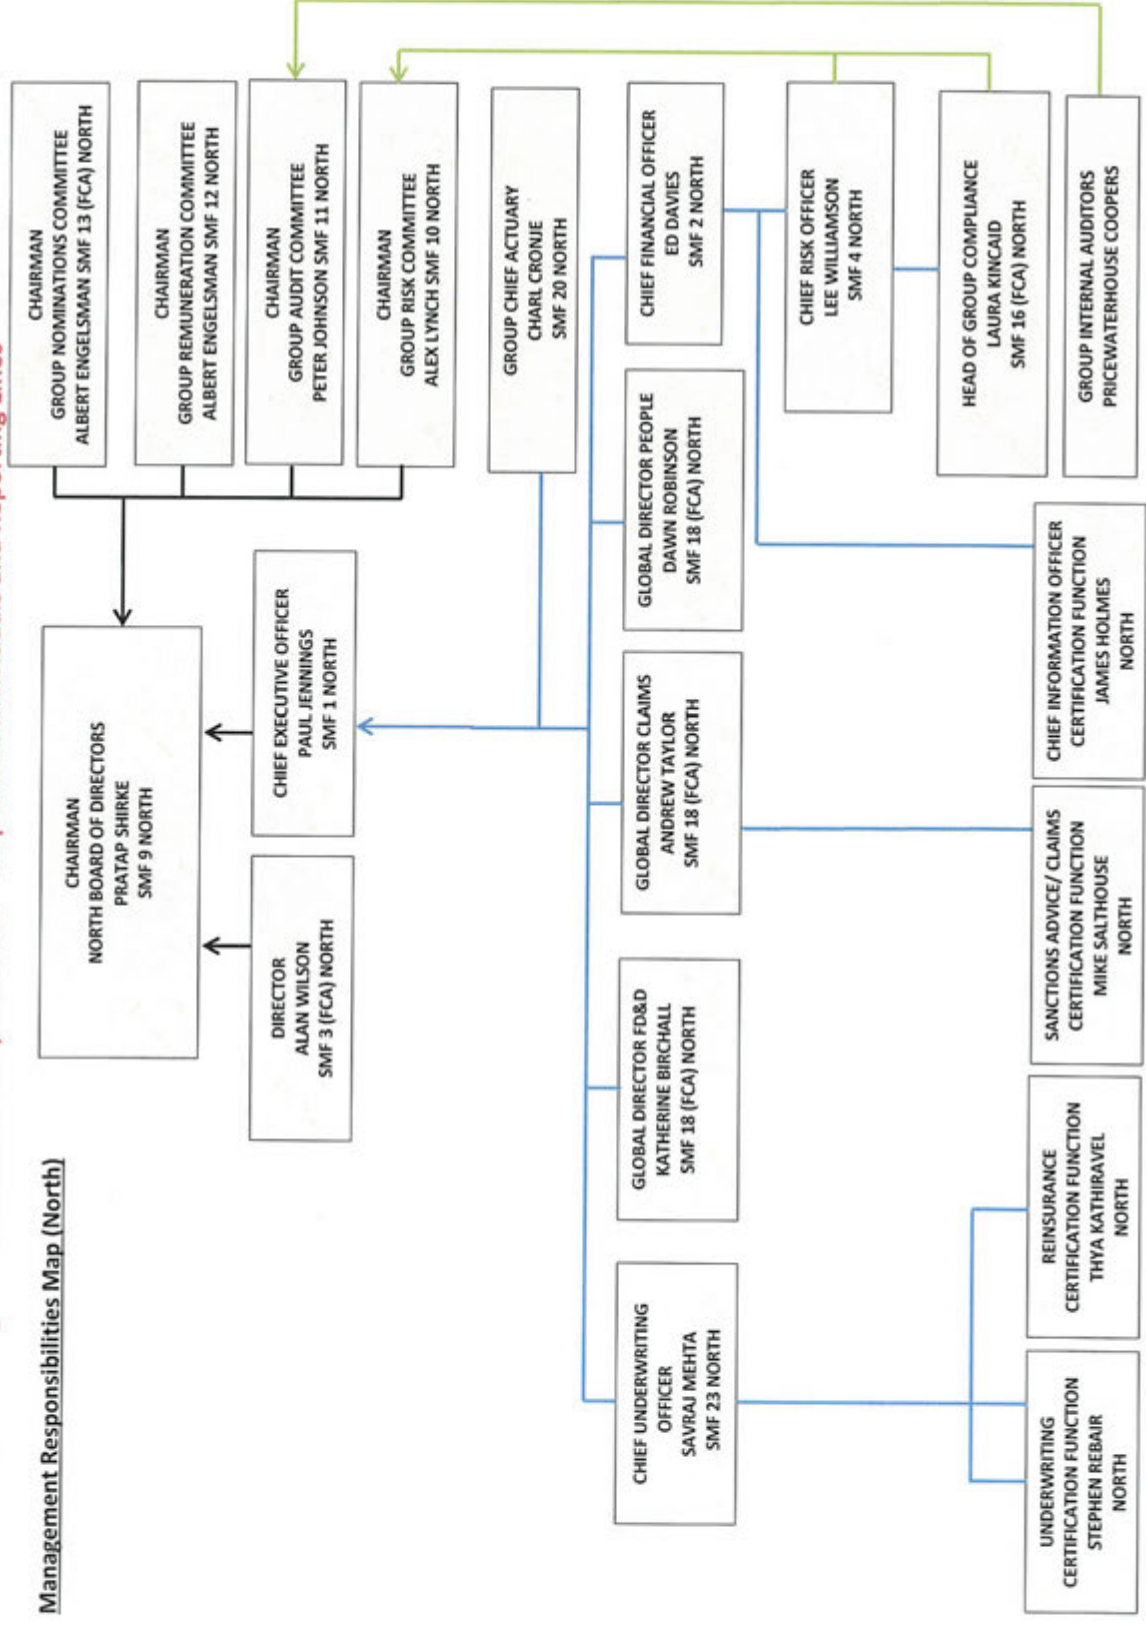 Management Responsibilities Map (North)
CHAIRMAN
NORTH BOARD OF DIRECTORS
PRATAP SHIRKE
SMF 9 NORTH
CHAIRMAN
GROUP NOMINATIONS COMMITTEE
ALBERT ENGELSMAN SMF 13 (FCA) NORTH
CHAIRMAN
GROUP REMUNERATION COMMITTEE
ALBERT ENGELSMAN SMF 12 NORTH
CHAIRMAN
GROUP AUDIT COMMITTEE
PETER JOHNSON SMF 11 NORTH
CHAIRMAN
GROUP RISK COMMITTEE
ALEX LYNCH SMF 10 NORTH
DIRECTOR
ALAN WILSON
SMF 3 (FCA) NORTH
CHIEF EXECUTIVE OFFICER
PAUL JENNINGS
SMF 1 NORTH
GROUP CHIEF ACTUARY
CHARL CRONJE
SMF 20 NORTH
CHIEF UNDERWRITING
OFFICER
SAVRAJ MEHTA
SMF 23 NORTH
GLOBAL DIRECTOR FD&D
KATHERINE BIRCHALL
SMF 18 (FCA) NORTH
GLOBAL DIRECTOR CLAIMS
ANDREW TAYLOR
SMF 18 (FCA) NORTH
GLOBAL DIRECTOR PEOPLE
DAWN ROBINSON
SMF 18 (FCA) NORTH
CHIEF FINANCIAL OFFICER
ED DAVIES
SMF 2 NORTH
CHIEF RISK OFFICER
LEE WILLIAMSON
SMF 4 NORTH
HEAD OF GROUP COMPLIANCE
LAURA KINCAID
SMF 16 (FCA) NORTH
UNDERWRITING
CERTIFICATION FUNCTION
STEPHEN REBAIR
NORTH
REINSURANCE
CERTIFICATION FUNCTION
THYA KATHIRAVEL
NORTH
SANCTIONS ADVICE/ CLAIMS
CERTIFICATION FUNCTION
MIKE SALTHOUSE
NORTH
CHIEF INFORMATION OFFICER
CERTIFICATION FUNCTION
JAMES HOLMES
NORTH
GROUP INTERNAL AUDITORS
PRICEWATERHOUSE COOPERS